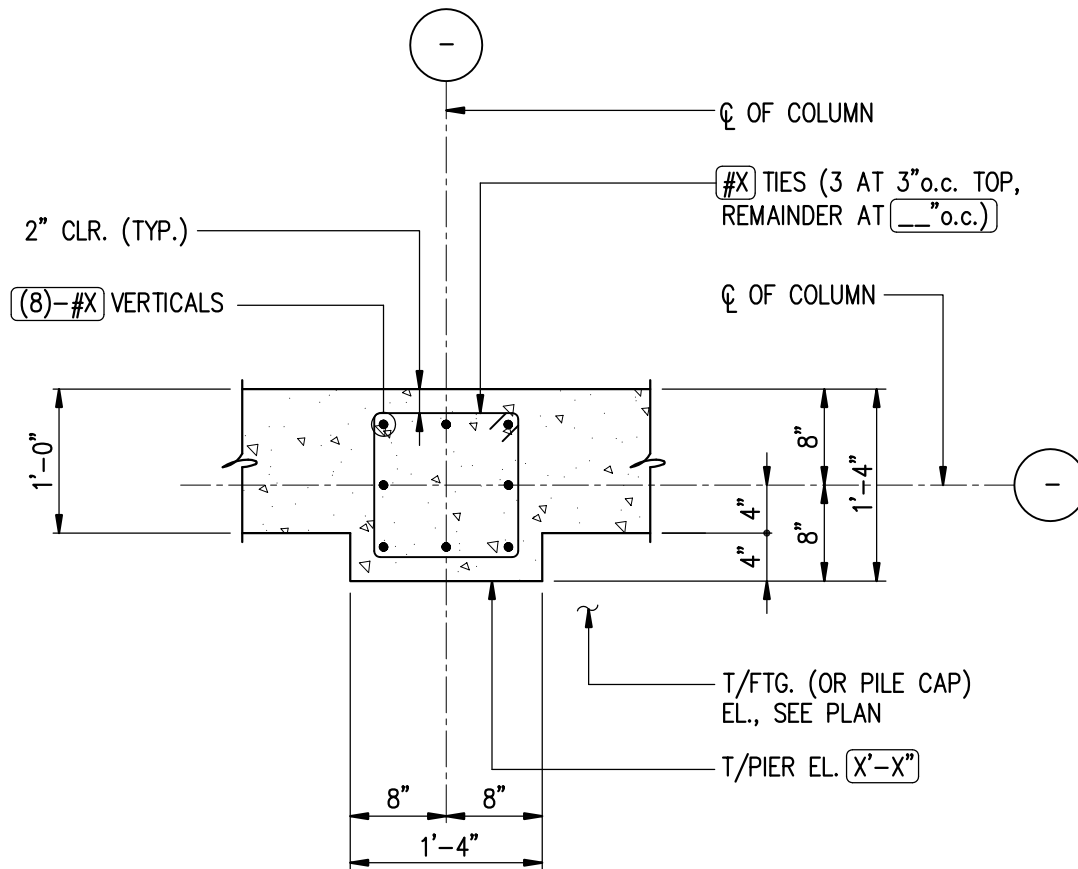 -
℄ OF COLUMN
#X TIES (3 AT 3"o.c. TOP,
REMAINDER AT __"o.c.)
2" CLR. (TYP.)
(8)-#X VERTICALS
℄ OF COLUMN
1'-0"
8"
4"
1'-4"
8"
4"
-
T/FTG. (OR PILE CAP)
EL., SEE PLAN
T/PIER EL. X'-X"
8" 8"
1'-4"